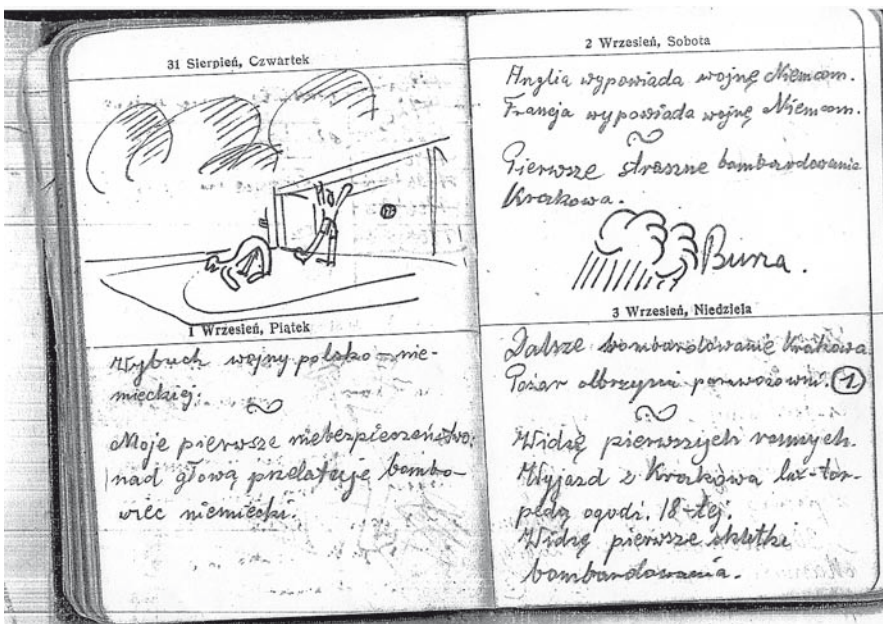 31 Sierpień, Czwartek
1 Wrzesień, Piątek
Wybuch wojny polsko-nie-
mieckiej.
Moje pierwsze niebezpieczeństwo:
nad głową przelatuje bombo-
wiec niemiecki.
2 Wrzesień, Sobota
Anglia wypowiada wojnę Niemcom.
Francja wypowiada wojnę Niemcom.
Pierwsze straszne bombardowanie
Krakowa.
Burza.
3 Wrzesień, Niedziela
Dalsze bombardowanie Krakowa
Pożar olbrzymi parowozowni. 1
Widzę pierwszych rannych.
Wyjazd z Krakowa lux-tor-
pedą o godz. 18-tej.
Widzę pierwsze skutki
bombardowania.